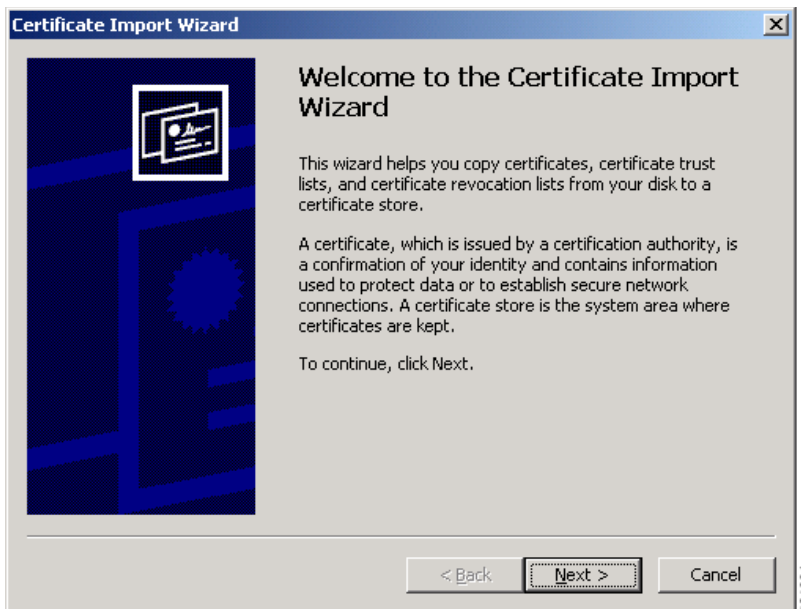 Certificate Import Wizard
Welcome to the Certificate Import
Wizard
This wizard helps you copy certificates, certificate trust
lists, and certificate revocation lists from your disk to a
certificate store.
A certificate, which is issued by a certification authority, is
a confirmation of your identity and contains information
used to protect data or to establish secure network
connections. A certificate store is the system area where
certificates are kept.
To continue, click Next.
< Back Next > Cancel